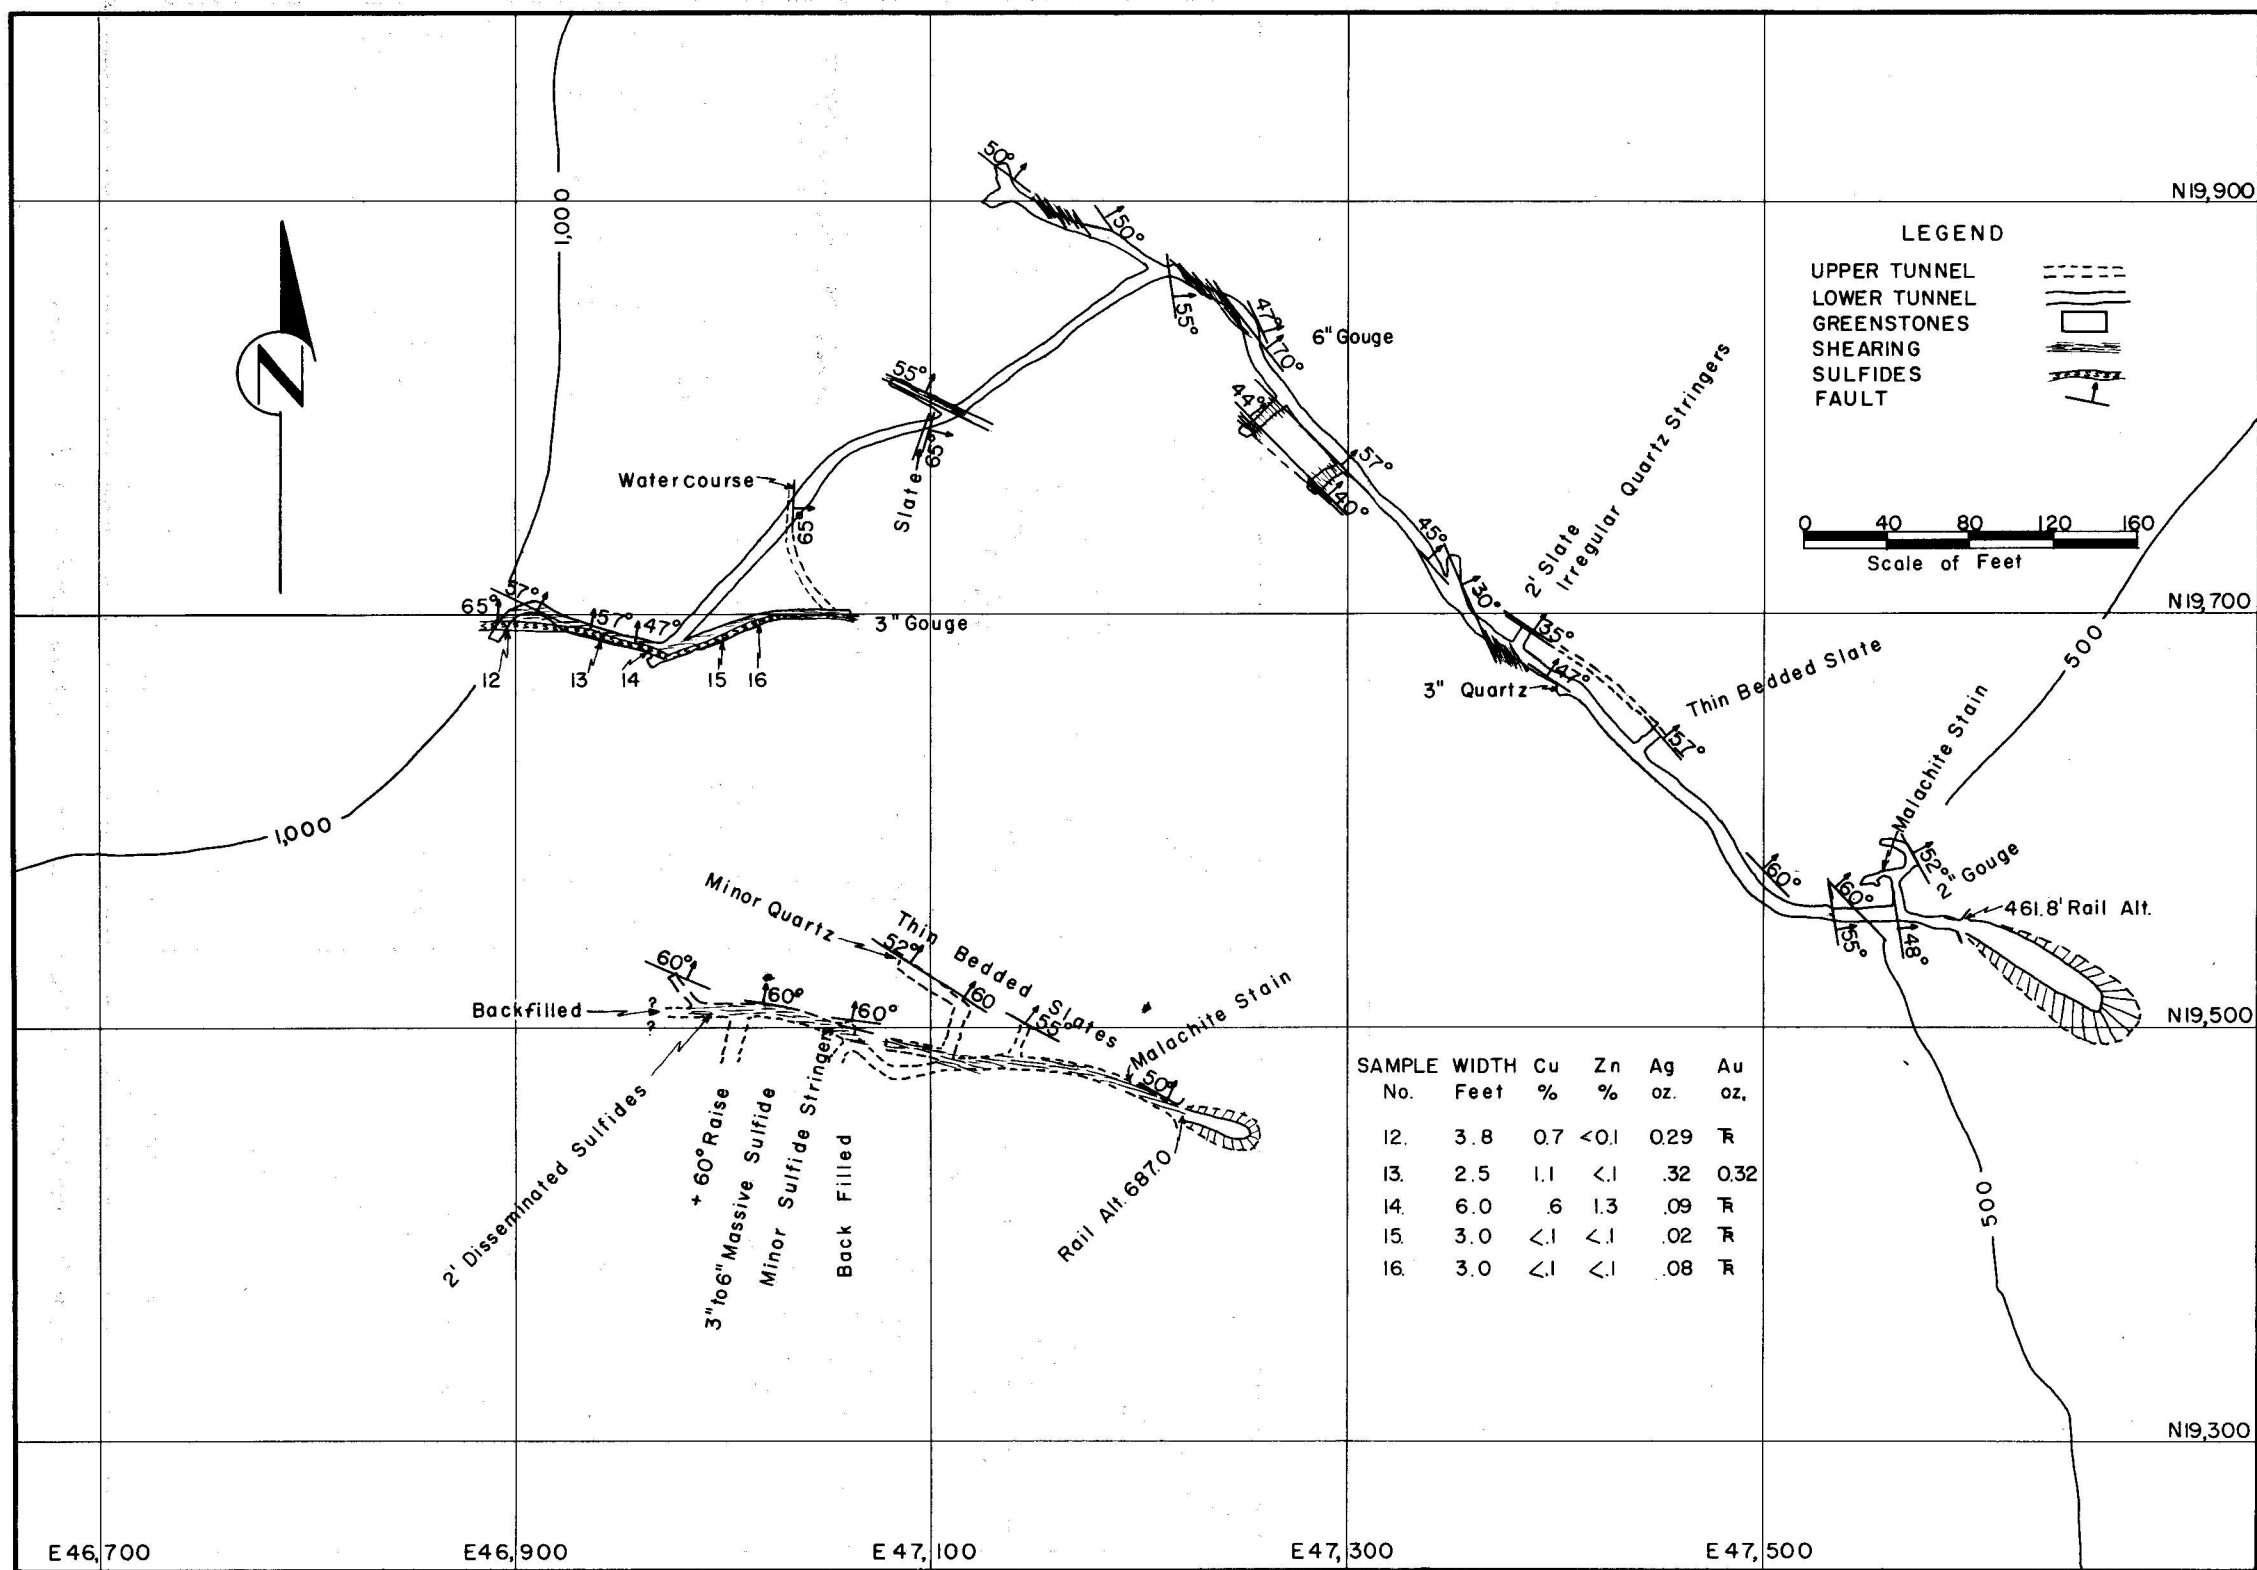 N
1,000
50°
50°
55°
47°
70°
6" Gouge
N19,900
LEGEND
UPPER TUNNEL
LOWER TUNNEL
GREENSTONES
SHEARING
SULFIDES
FAULT
0 40 80 120 160
Scale of Feet
55°
65°
Slate
Watercourse
65°
44°
57°
40°
45°
30°
2' Slate
Irregular Quartz Stringers
35°
47°
3" Quartz
57°
Thin Bedded Slate
N19,700
65°
57°
57°
47°
3" Gouge
12
13
14
15
16
500
1,000
Malachite Stain
52°
2" Gouge
60°
60°
55°
48°
461.8' Rail Alt.
Minor Quartz
Thin Bedded Slates
52°
60
55°
60°
60°
60°
Backfilled
?
?
Malachite Stain
50°
N19,500
2' Disseminated Sulfides
+60° Raise
3" to 6" Massive Sulfide
Minor Sulfide Stringers
Back Filled
Rail Alt. 687.0
SAMPLE WIDTH Cu Zn Ag Au
No. Feet % % oz. oz.
12. 3.8 0.7 <0.1 0.29 TR
13. 2.5 1.1 <.1 .32 0.32
14. 6.0 .6 1.3 .09 TR
15. 3.0 <.1 <.1 .02 TR
16. 3.0 <.1 <.1 .08 TR
500
N19,300
E46,700 E46,900 E47,100 E47,300 E47,500